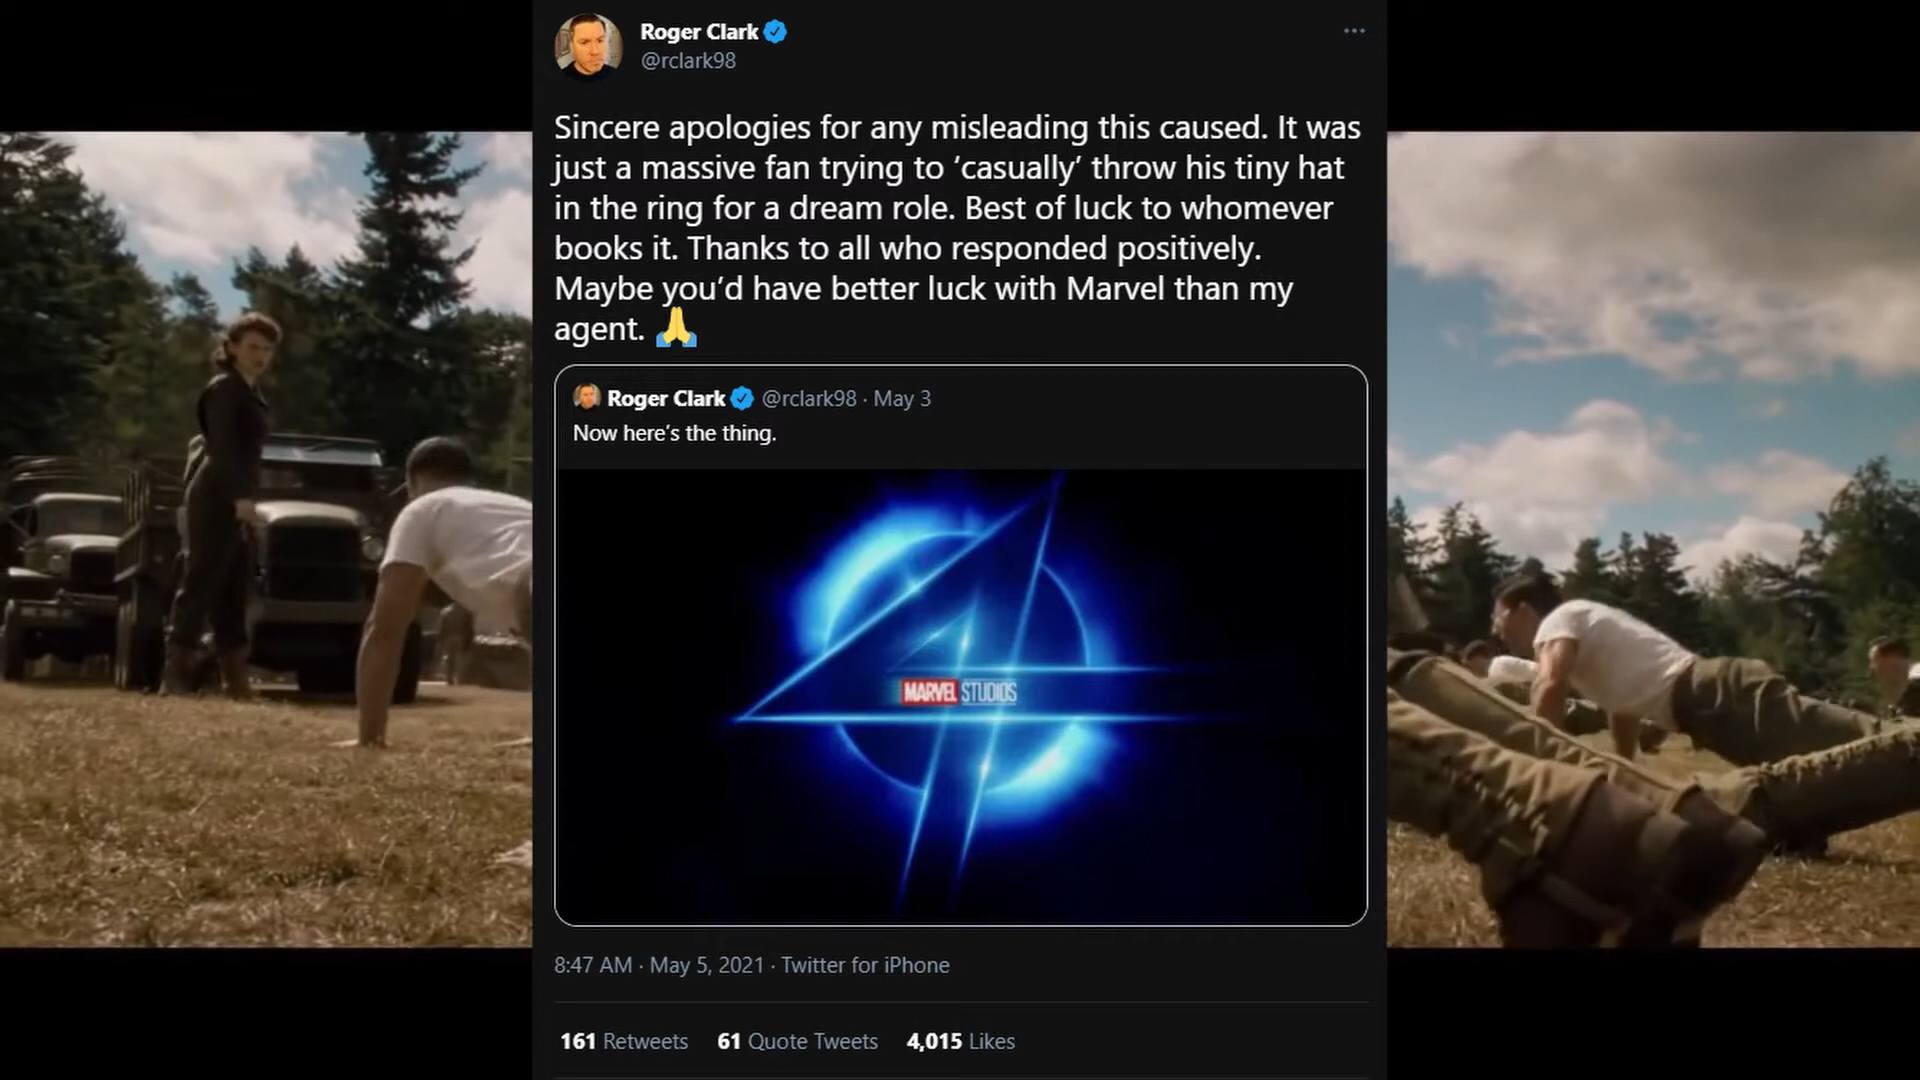 Roger Clark
@rclark98
Sincere apologies for any misleading this caused. It was
just a massive fan trying to ‘casually’ throw his tiny hat
in the ring for a dream role. Best of luck to whomever
books it. Thanks to all who responded positively.
Maybe you’d have better luck with Marvel than my
agent. 🙏
Roger Clark @rclark98 · May 3
Now here’s the thing.
MARVEL STUDIOS
8:47 AM · May 5, 2021 · Twitter for iPhone
161 Retweets 61 Quote Tweets 4,015 Likes